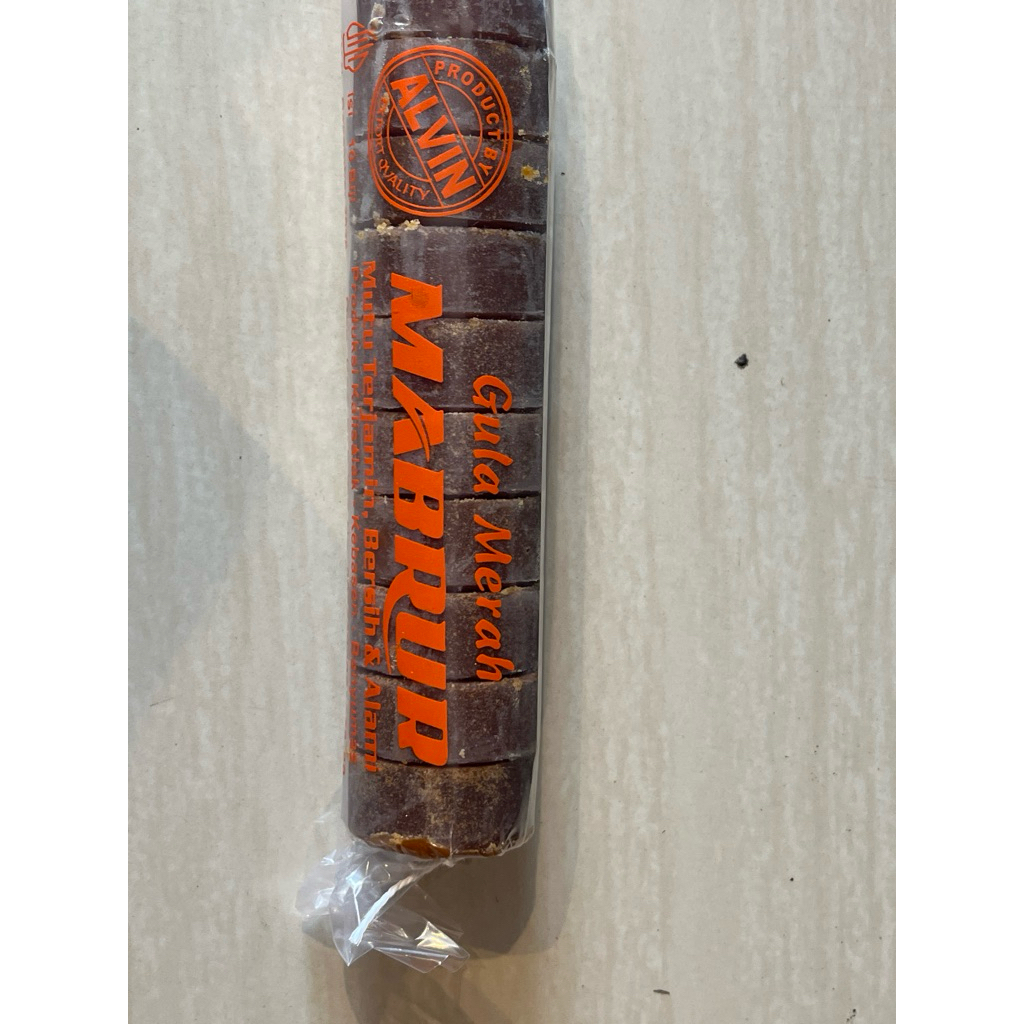 PRODUCT BY
ALVIN
QUALITY
Gula Merah
MABRUR
Mutu Terjamin, Bersih & Alami